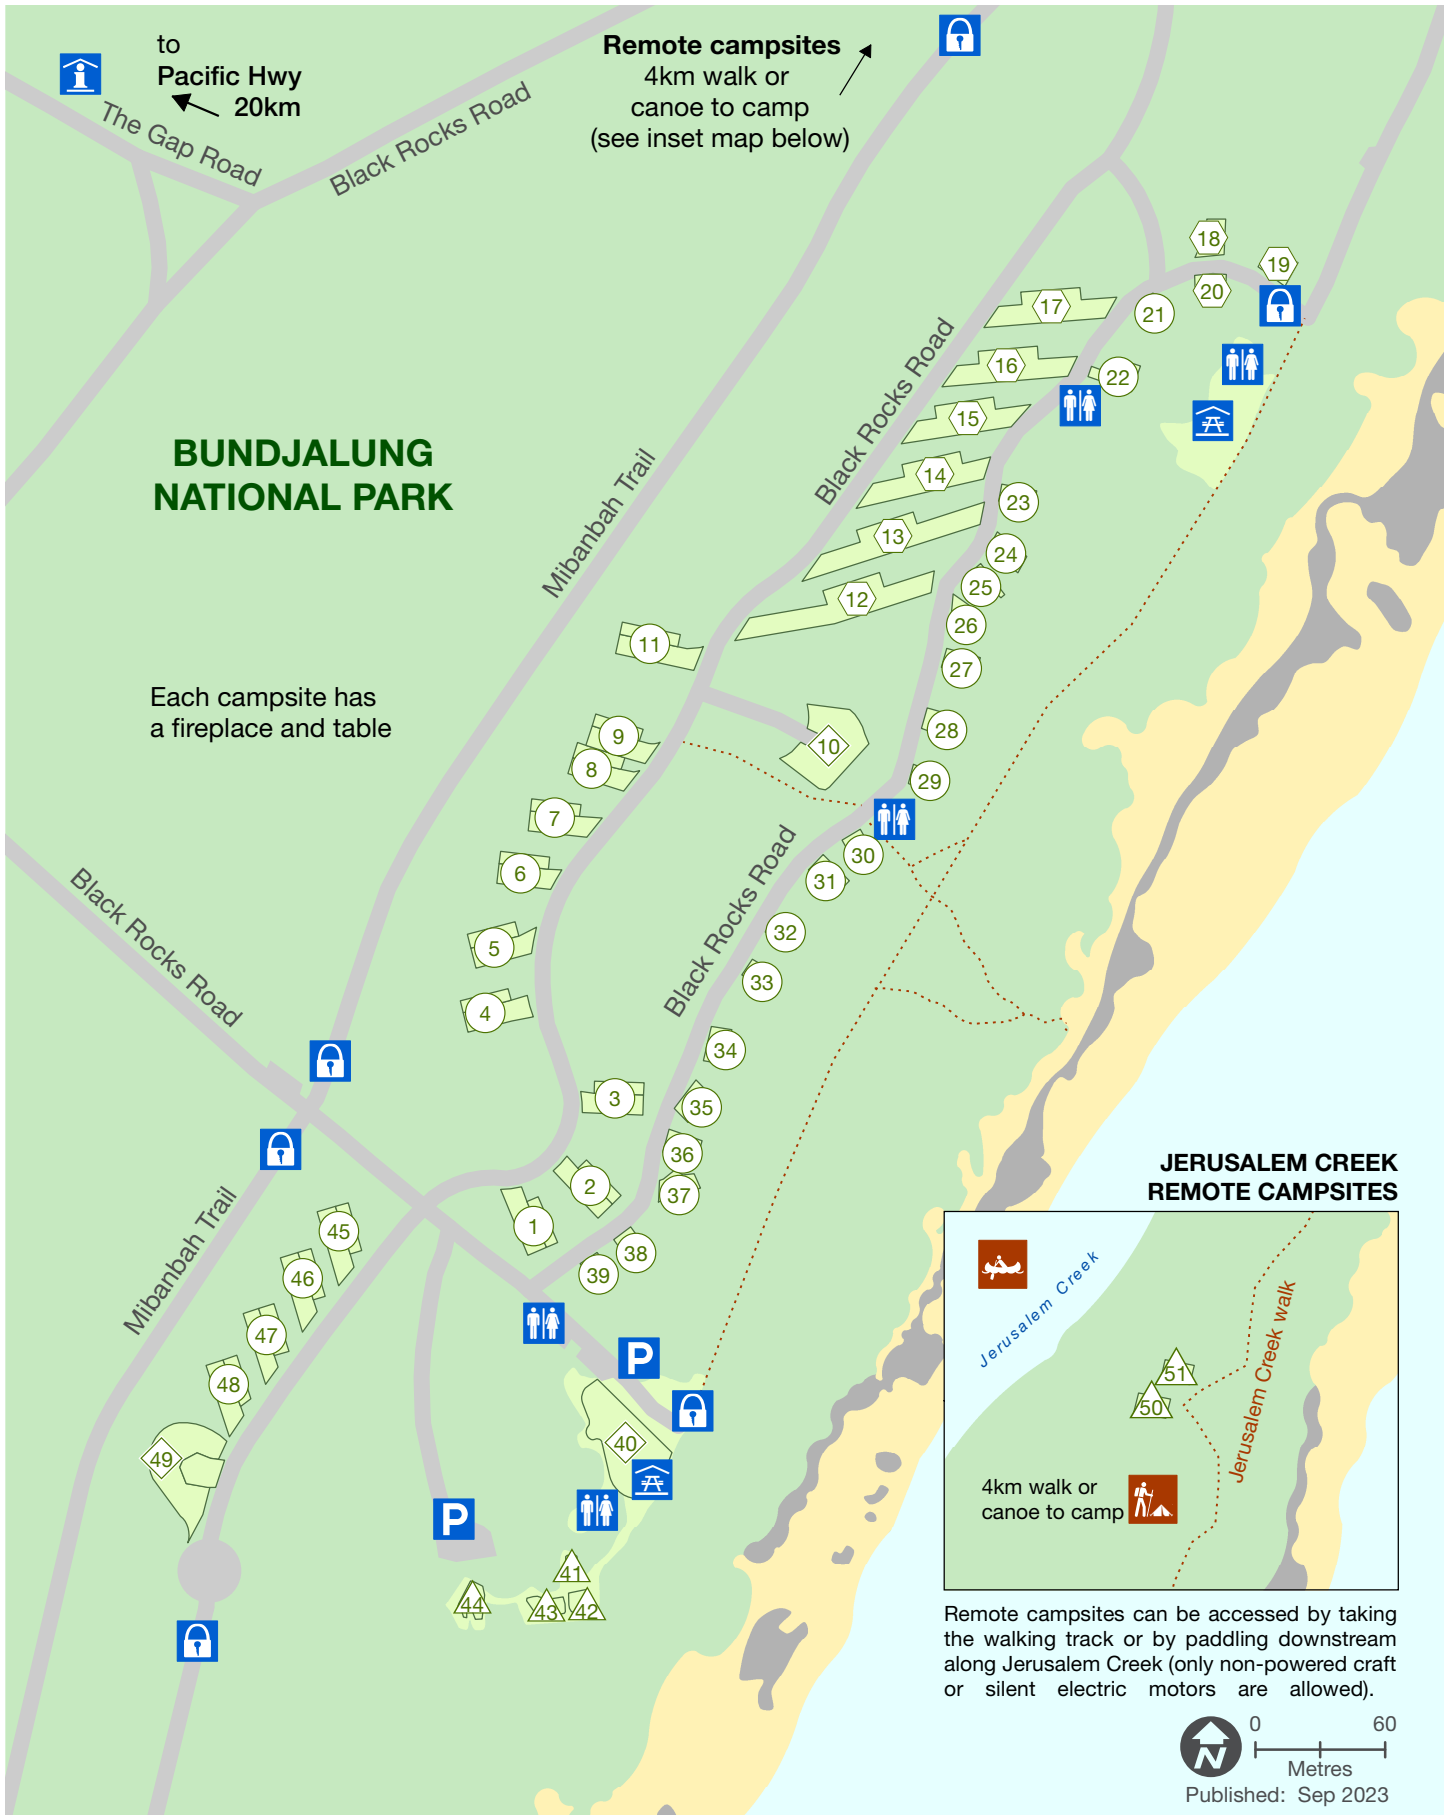 to
Pacific Hwy
20km
Remote campsites
4km walk or
canoe to camp
(see inset map below)
The Gap Road
Black Rocks Road
18
19
20
17
21
16
22
15
Black Rocks Road
BUNDJALUNG
NATIONAL PARK
14
23
Mibanbah Trail
13
24
25
12
26
11
27
Each campsite has
a fireplace and table
9
28
10
8
29
7
30
6
31
Black Rocks Road
Black Rocks Road
32
5
33
4
34
3
35
36
2
37
1
38
39
45
46
Mibanbah Trail
47
48
49
P
40
P
41
44
43
42
JERUSALEM CREEK
REMOTE CAMPSITES
Jerusalem Creek
Jerusalem Creek walk
51
50
4km walk or
canoe to camp
Remote campsites can be accessed by taking
the walking track or by paddling downstream
along Jerusalem Creek (only non-powered craft
or silent electric motors are allowed).
N
0 60
Metres
Published: Sep 2023